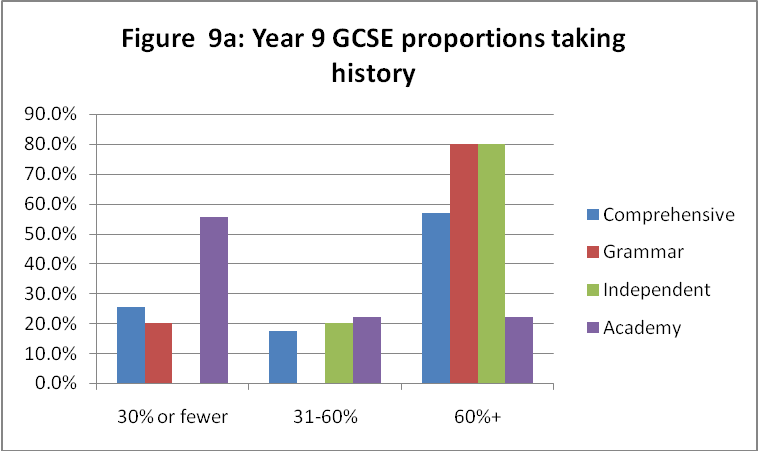 Figure  9a: Year 9 GCSE proportions taking
history
90.0%
80.0%
70.0%
60.0%
50.0%
40.0%
30.0%
20.0%
10.0%
0.0%
30% or fewer
31-60%
60%+
Comprehensive
Grammar
Independent
Academy